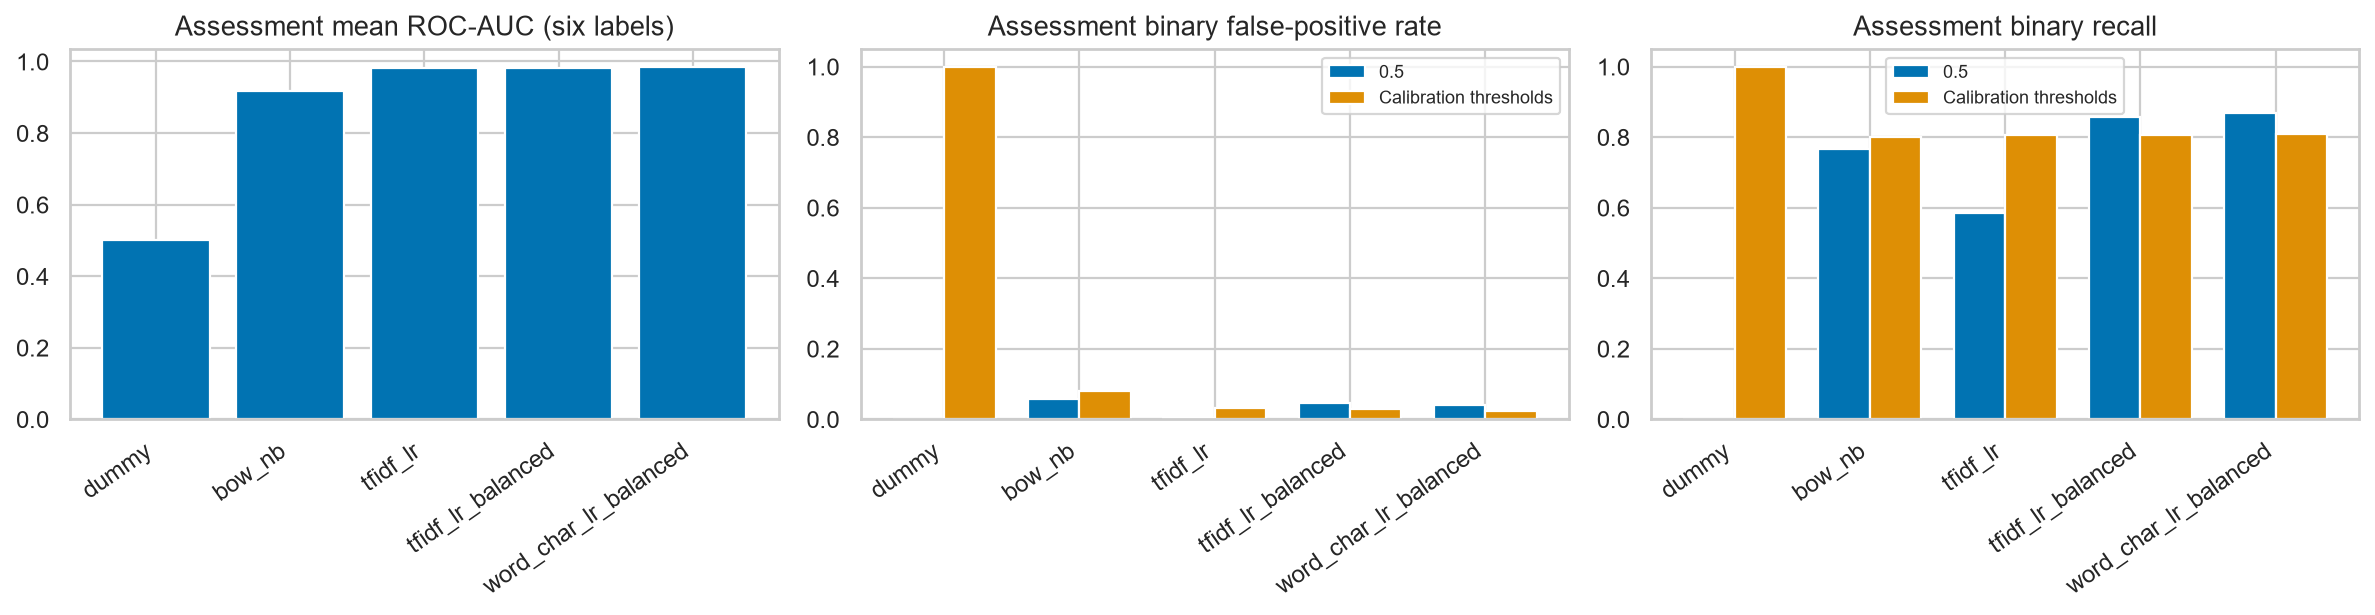 Assessment mean ROC-AUC (six labels)
1.0
0.8
0.6
0.4
0.2
0.0
dummy
bow_nb
tfidf_lr
tfidf_lr_balanced
word_char_lr_balanced
Assessment binary false-positive rate
0.5
Calibration thresholds
1.0
0.8
0.6
0.4
0.2
0.0
dummy
bow_nb
tfidf_lr
tfidf_lr_balanced
word_char_lr_balanced
Assessment binary recall
0.5
Calibration thresholds
1.0
0.8
0.6
0.4
0.2
0.0
dummy
bow_nb
tfidf_lr
tfidf_lr_balanced
word_char_lr_balanced